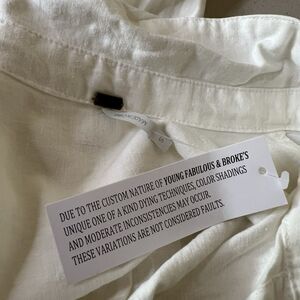 DUE TO THE CUSTOM NATURE OF YOUNG FABULOUS & BROKE'S
UNIQUE ONE OF A KIND DYING TECHNIQUES, COLOR SHADINGS
AND MODERATE INCONSISTENCIES MAY OCCUR.
THESE VARIATIONS ARE NOT CONSIDERED FAULTS.